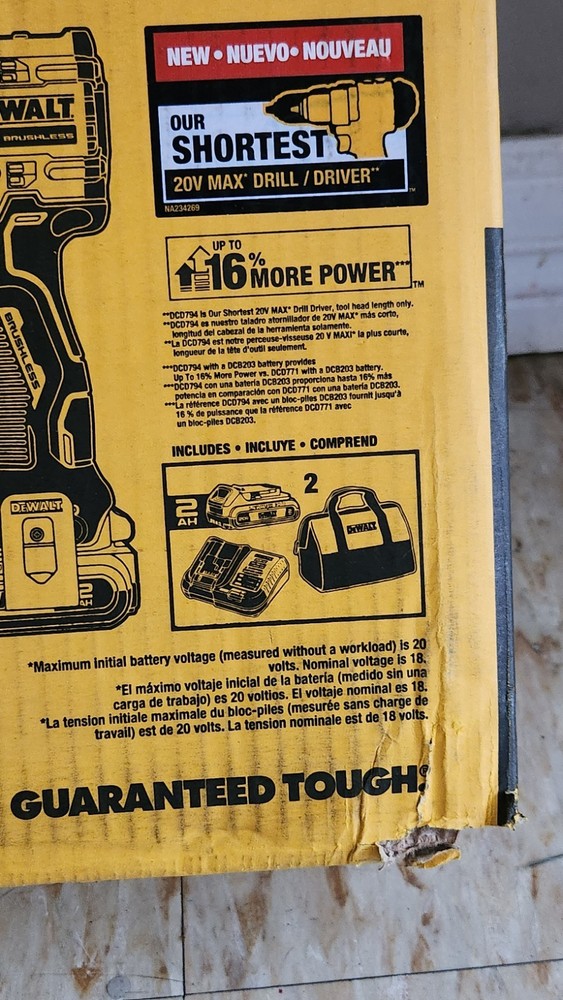 WALT
BRUSHLESS
BRUSHLESS
DEWALT
NEW • NUEVO • NOUVEAU
OUR
SHORTEST
20V MAX* DRILL / DRIVER**
™
NA234269
UP TO
16% MORE POWER***
™
**DCD794 is Our Shortest 20V MAX* Drill Driver, tool head length only.
**DCD794 es nuestro taladro atornillador de 20V MAX* más corto,
longitud del cabezal de la herramienta solamente.
**La DCD794 est notre perceuse-visseuse 20 V MAX* la plus courte,
longueur de la tête d'outil seulement.
***DCD794 with a DCB203 battery provides
Up To 16% More Power vs. DCD771 with a DCB203 battery.
***DCD794 con una batería DCB203 proporciona hasta 16% más
potencia en comparación con DCD771 con una batería DCB203.
***La référence DCD794 avec un bloc-piles DCB203 fournit jusqu'à
16 % de puissance que la référence DCD771 avec
un bloc-piles DCB203.
INCLUDES • INCLUYE • COMPREND
2
AH
2
DEWALT
*Maximum initial battery voltage (measured without a workload) is 20
volts. Nominal voltage is 18.
*El máximo voltaje inicial de la batería (medido sin una
carga de trabajo) es 20 voltios. El voltaje nominal es 18.
*La tension initiale maximale du bloc-piles (mesurée sans charge de
travail) est de 20 volts. La tension nominale est de 18 volts.
GUARANTEED TOUGH.®